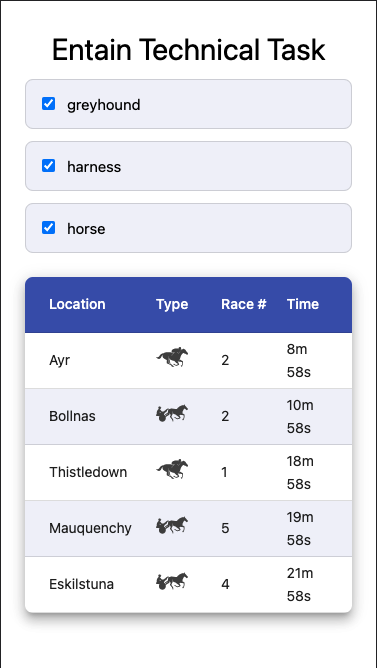 Entain Technical Task
greyhound
harness
horse
Location Type Race # Time
Ayr 2 8m
58s
Bollnas 2 10m
58s
Thistledown 1 18m
58s
Mauquenchy 5 19m
58s
Eskilstuna 4 21m
58s